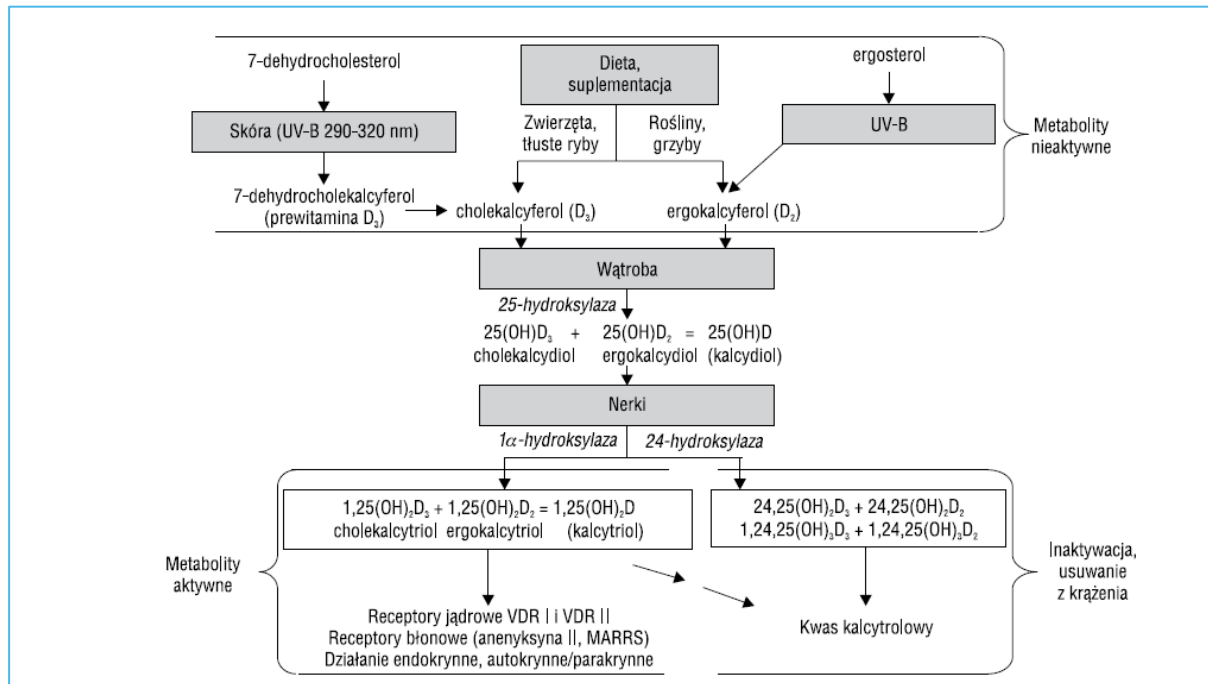 7-dehydrocholesterol
Dieta,
suplementacja
ergosterol
Skóra (UV-B 290-320 nm)
Zwierzęta,
tłuste ryby
Rośliny,
grzyby
UV-B
Metabolity
nieaktywne
7-dehydrocholekalcyferol
(prewitamina D₃)
cholekalcyferol (D₃)
ergokalcyferol (D₂)
Wątroba
25-hydroksylaza
25(OH)D₃ + 25(OH)D₂ = 25(OH)D
cholekalcydiol ergokalcydiol (kalcydiol)
Nerki
1α-hydroksylaza
24-hydroksylaza
1,25(OH)₂D₃ + 1,25(OH)₂D₂ = 1,25(OH)₂D
cholekalcytriol ergokalcytriol (kalcytriol)
24,25(OH)₂D₃ + 24,25(OH)₂D₂
1,24,25(OH)₃D₃ + 1,24,25(OH)₃D₂
Metabolity
aktywne
Inaktywacja,
usuwanie
z krążenia
Receptory jądrowe VDR I i VDR II
Receptory błonowe (anenyksyna II, MARRS)
Działanie endokrynne, autokrynne/parakrynne
Kwas kalcytrolowy